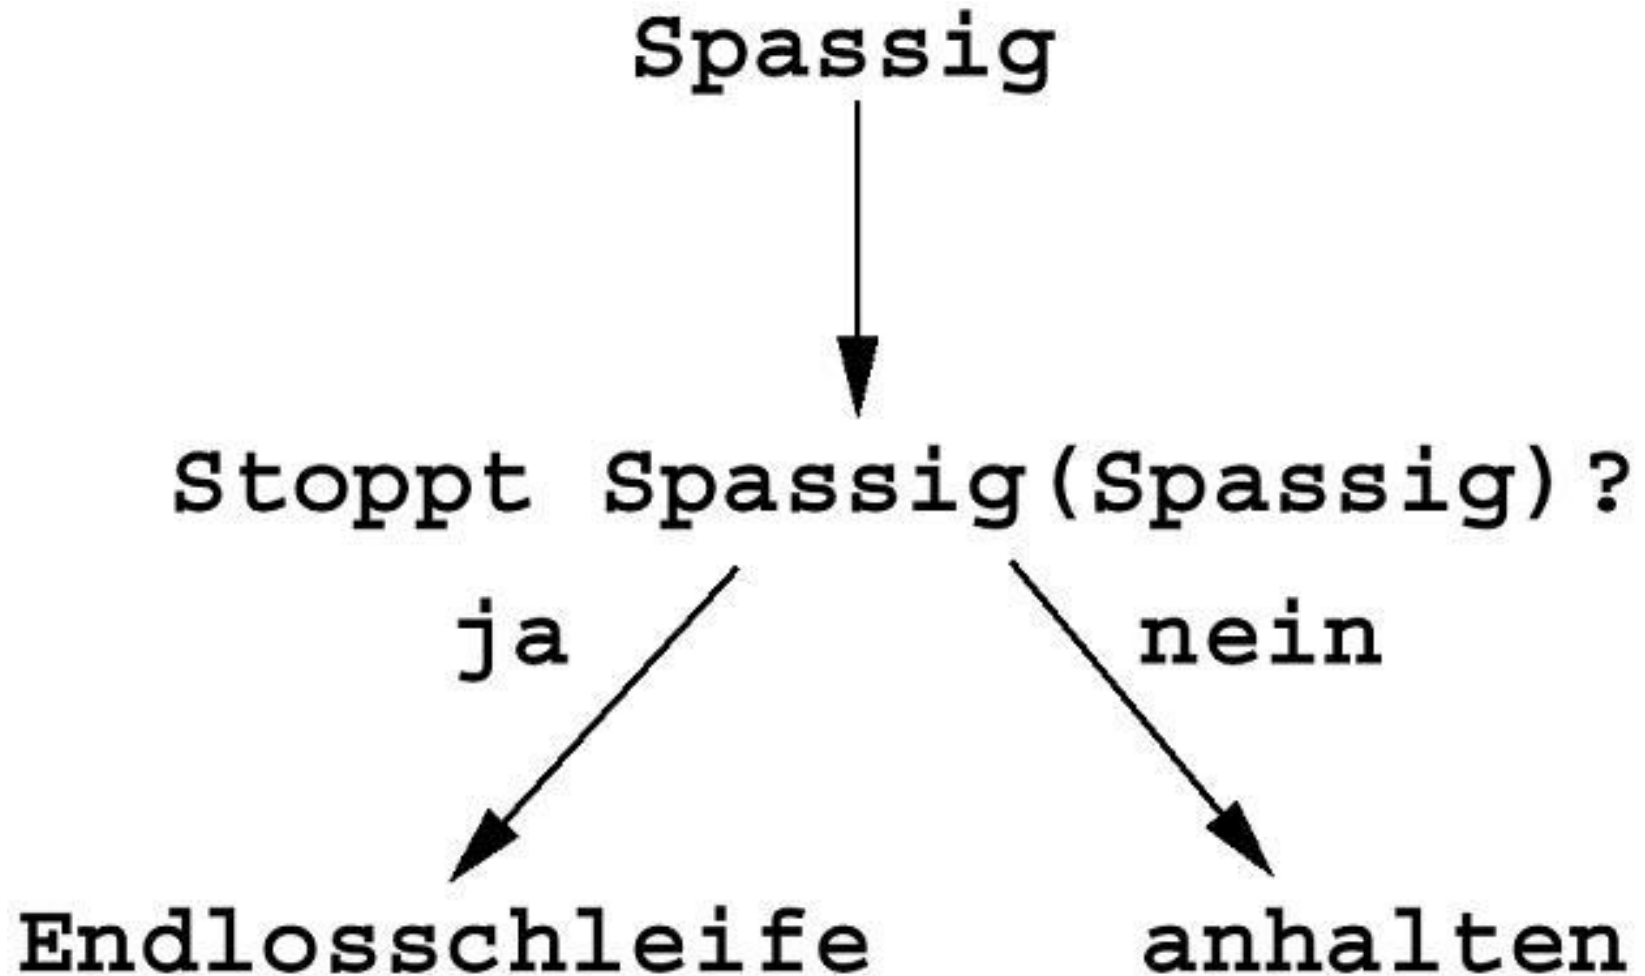 Spassig
Stoppt Spassig(Spassig)?
ja
nein
Endlosschleife
anhalten